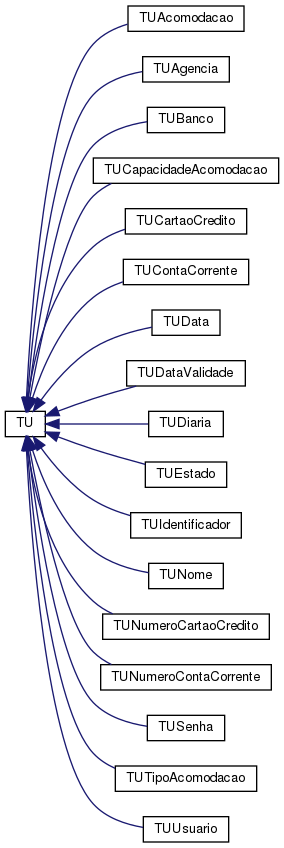 TUAcomodacao
TUAgencia
TUBanco
TUCapacidadeAcomodacao
TUCartaoCredito
TUContaCorrente
TUData
TUDataValidade
TU
TUDiaria
TUEstado
TUIdentificador
TUNome
TUNumeroCartaoCredito
TUNumeroContaCorrente
TUSenha
TUTipoAcomodacao
TUUsuario